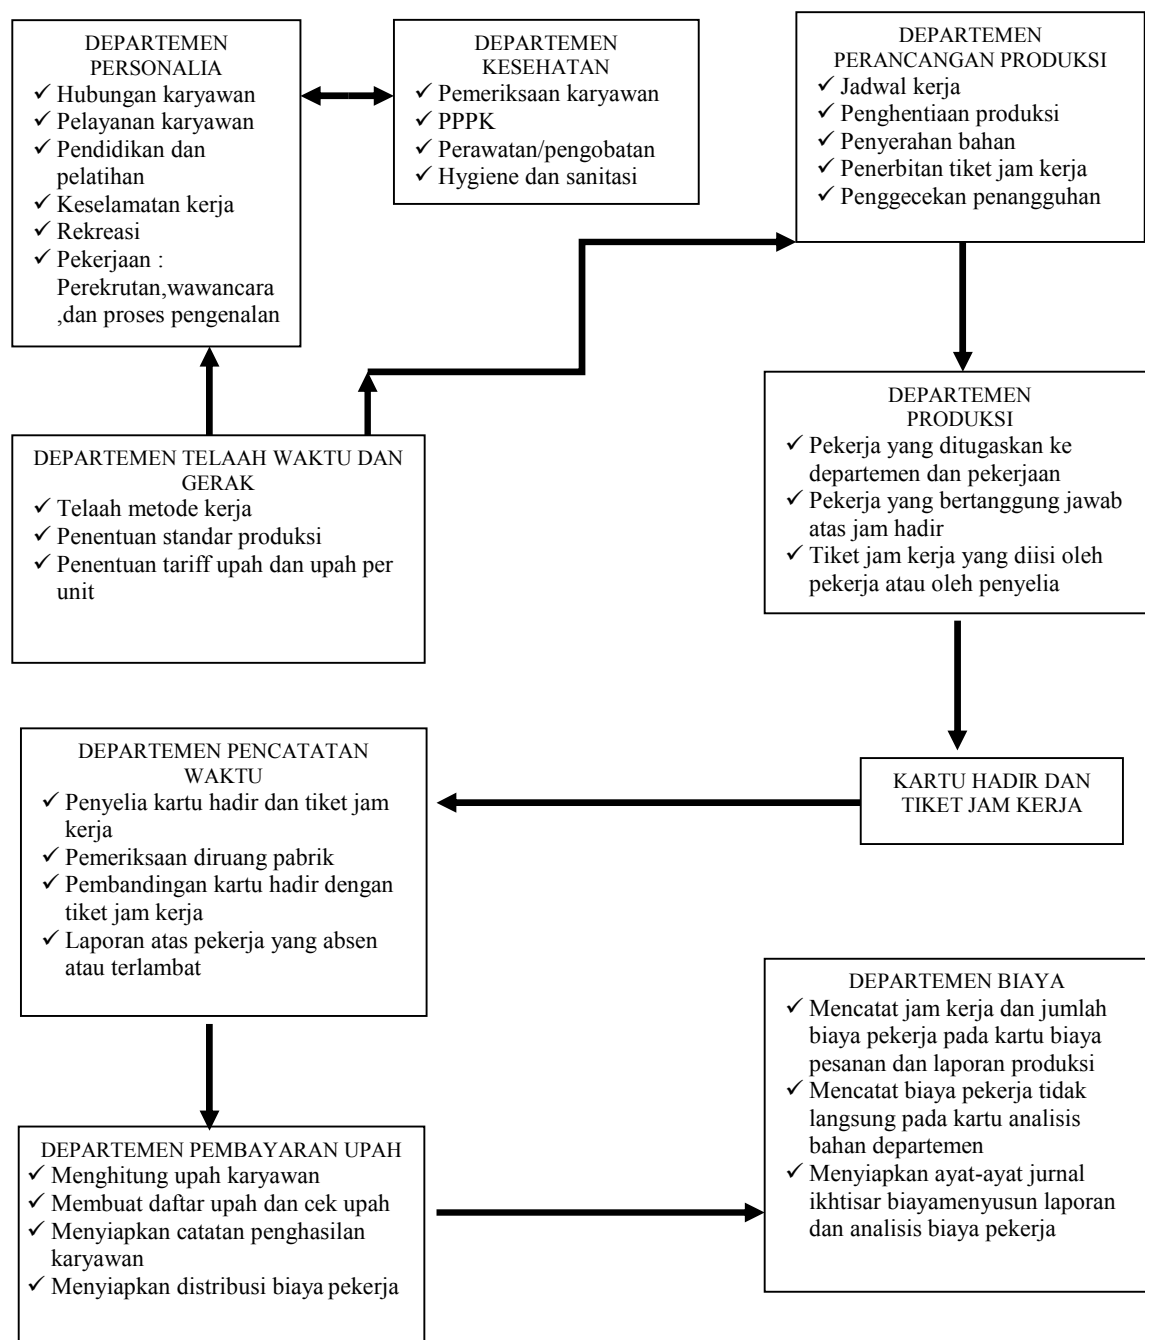 DEPARTEMEN
PERSONALIA
✓ Hubungan karyawan
✓ Pelayanan karyawan
✓ Pendidikan dan
pelatihan
✓ Keselamatan kerja
✓ Rekreasi
✓ Pekerjaan :
Perekrutan,wawancara
,dan proses pengenalan
DEPARTEMEN
KESEHATAN
✓ Pemeriksaan karyawan
✓ PPPK
✓ Perawatan/pengobatan
✓ Hygiene dan sanitasi
DEPARTEMEN
PERANCANGAN PRODUKSI
✓ Jadwal kerja
✓ Penghentiaan produksi
✓ Penyerahan bahan
✓ Penerbitan tiket jam kerja
✓ Penggecekan penangguhan
DEPARTEMEN TELAAH WAKTU DAN
GERAK
✓ Telaah metode kerja
✓ Penentuan standar produksi
✓ Penentuan tariff upah dan upah per
unit
DEPARTEMEN
PRODUKSI
✓ Pekerja yang ditugaskan ke
departemen dan pekerjaan
✓ Pekerja yang bertanggung jawab
atas jam hadir
✓ Tiket jam kerja yang diisi oleh
pekerja atau oleh penyelia
KARTU HADIR DAN
TIKET JAM KERJA
DEPARTEMEN PENCATATAN
WAKTU
✓ Penyelia kartu hadir dan tiket jam
kerja
✓ Pemeriksaan diruang pabrik
✓ Pembandingan kartu hadir dengan
tiket jam kerja
✓ Laporan atas pekerja yang absen
atau terlambat
DEPARTEMEN PEMBAYARAN UPAH
✓ Menghitung upah karyawan
✓ Membuat daftar upah dan cek upah
✓ Menyiapkan catatan penghasilan
karyawan
✓ Menyiapkan distribusi biaya pekerja
DEPARTEMEN BIAYA
✓ Mencatat jam kerja dan jumlah
biaya pekerja pada kartu biaya
pesanan dan laporan produksi
✓ Mencatat biaya pekerja tidak
langsung pada kartu analisis
bahan departemen
✓ Menyiapkan ayat-ayat jurnal
ikhtisar biayamenyusun laporan
dan analisis biaya pekerja